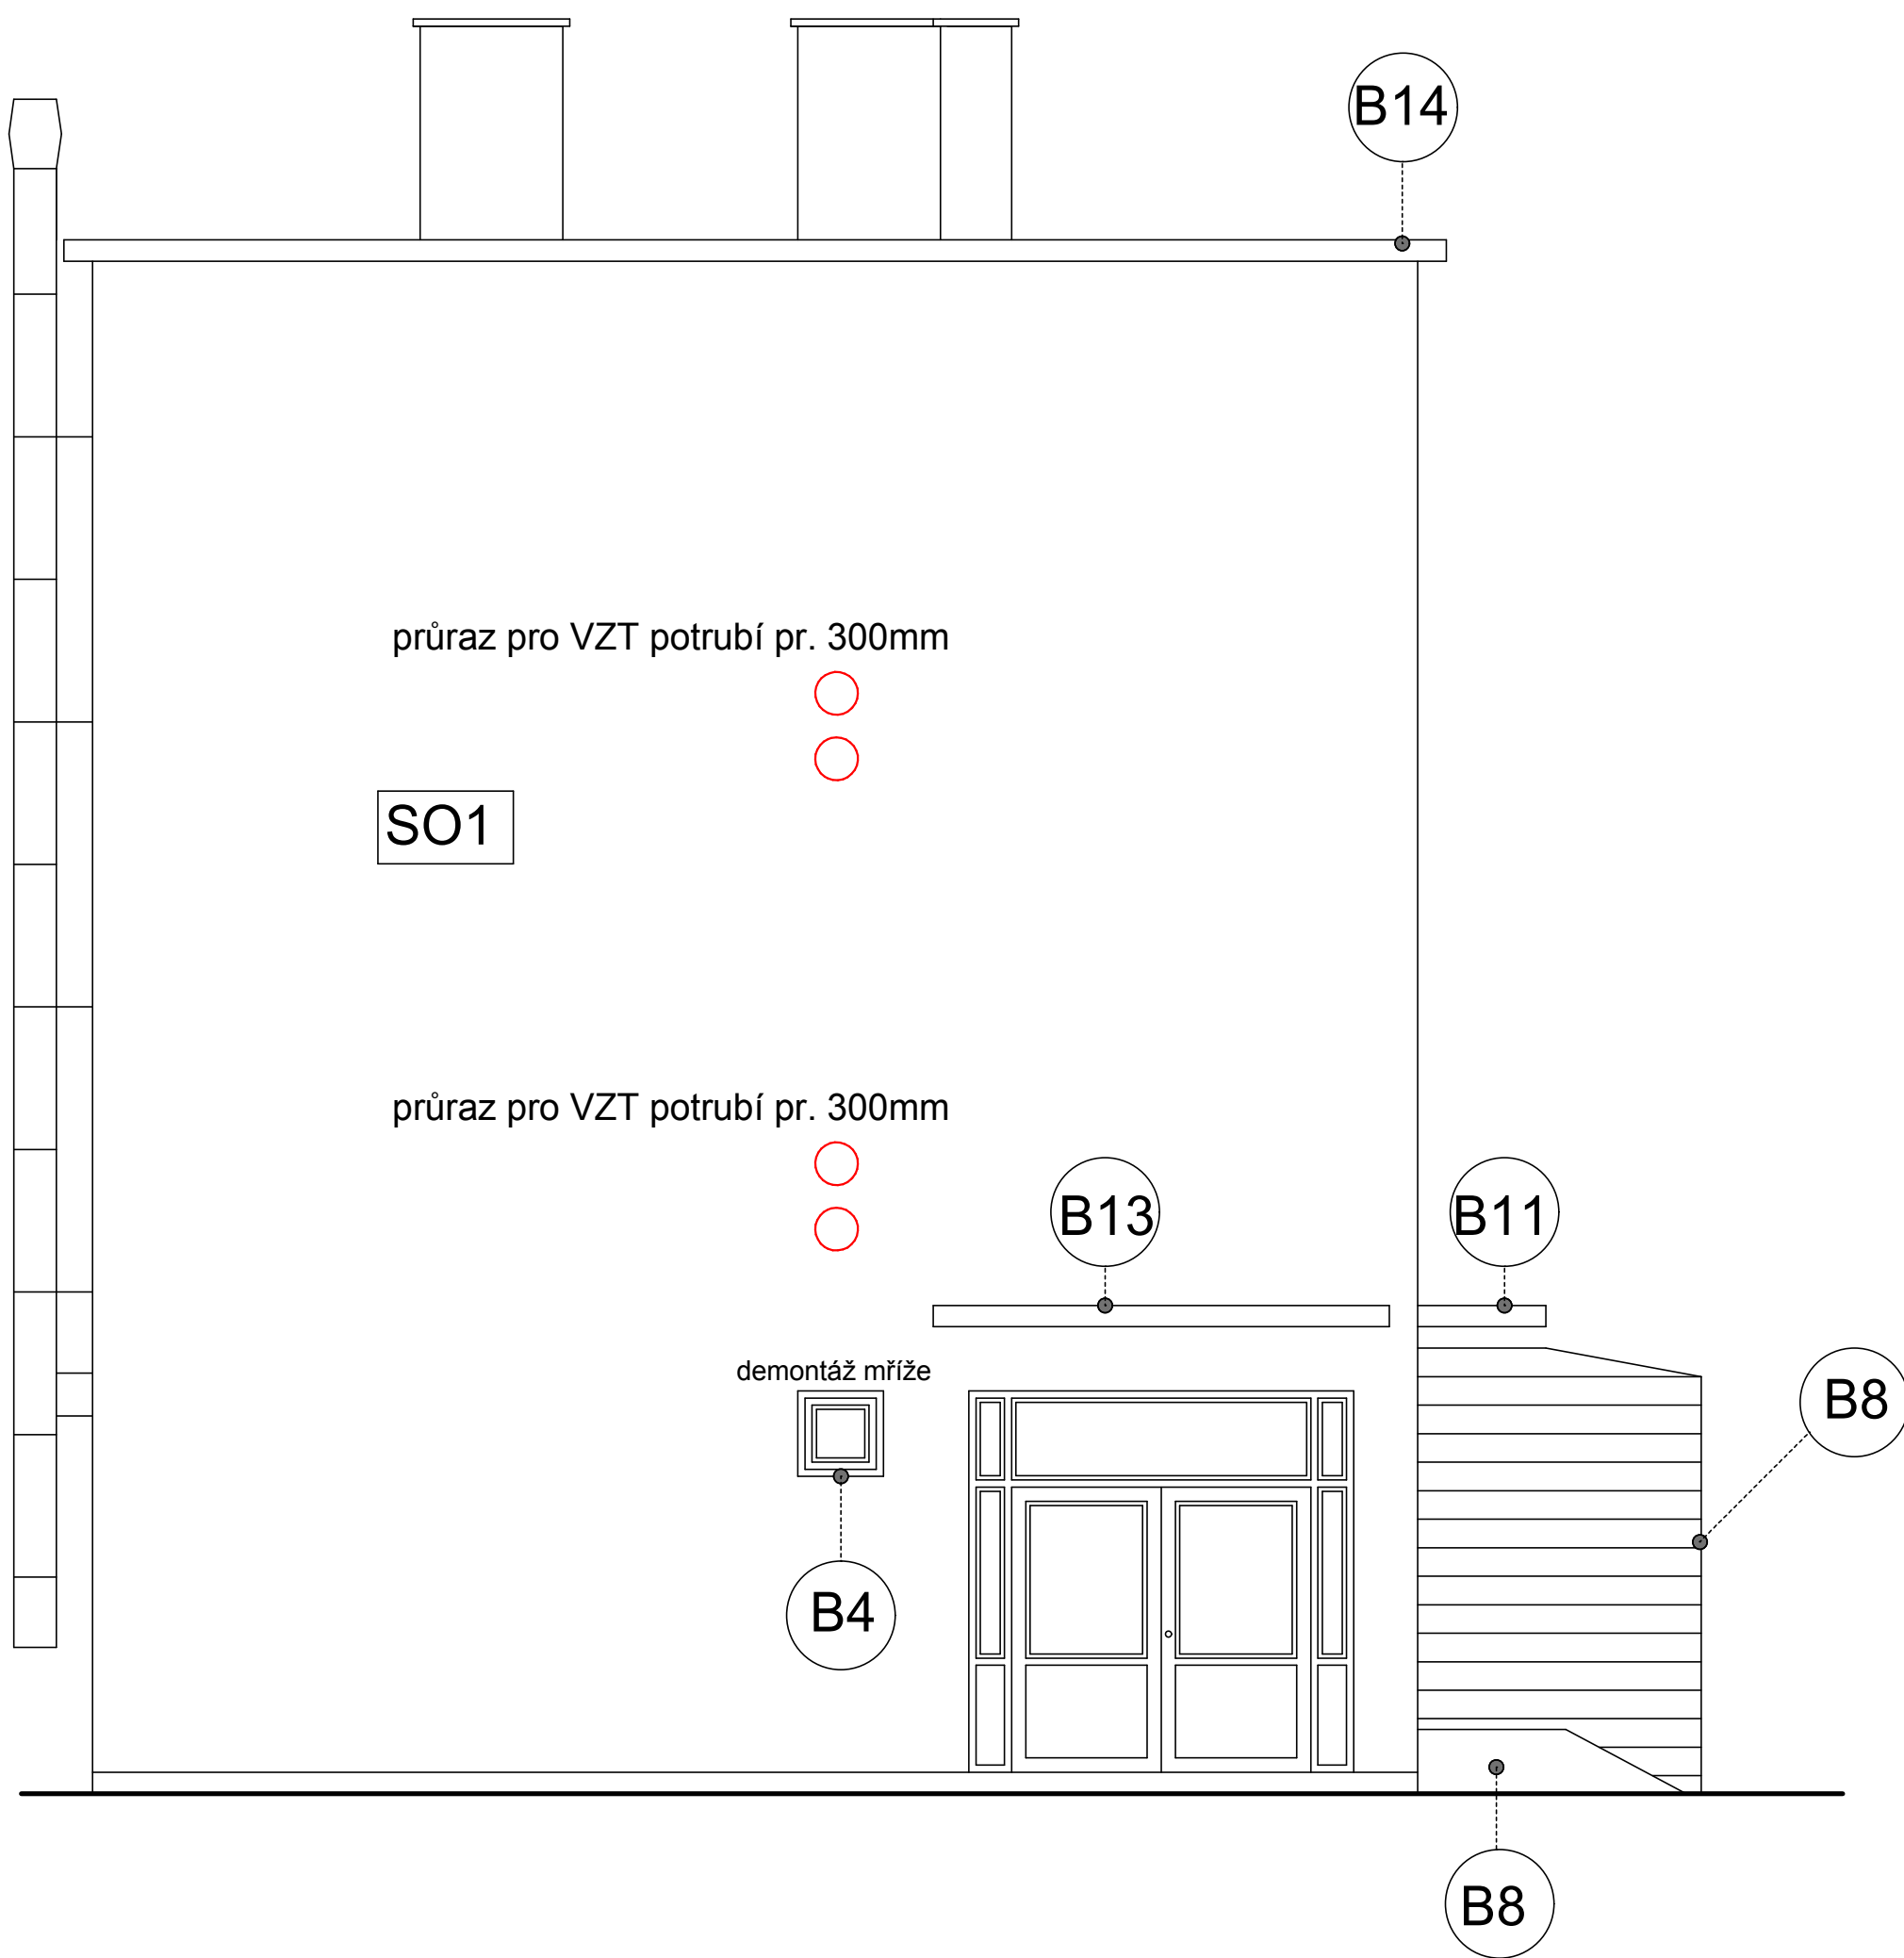 B14
průraz pro VZT potrubí pr. 300mm
SO1
průraz pro VZT potrubí pr. 300mm
B13
B11
demontáž mříže
B8
B4
B8